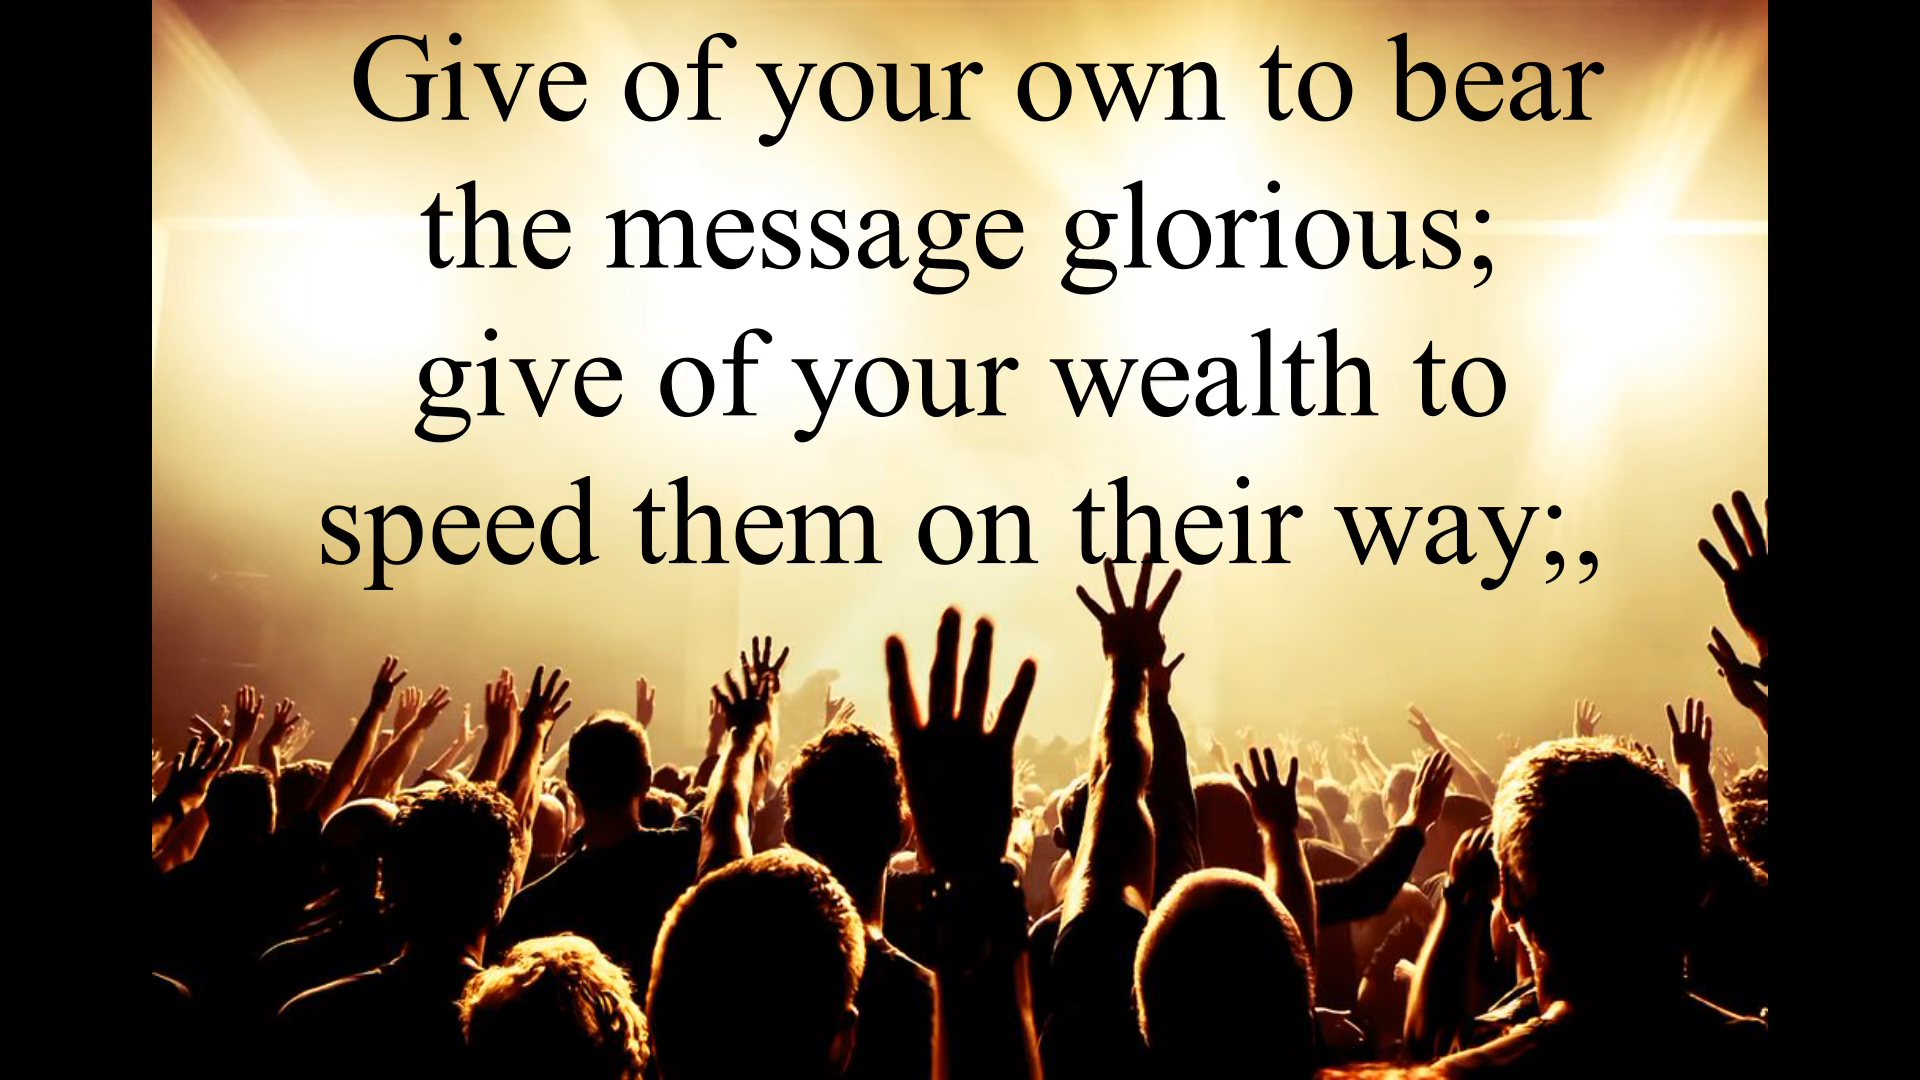 Give of your own to bear
the message glorious;
give of your wealth to
speed them on their way;,